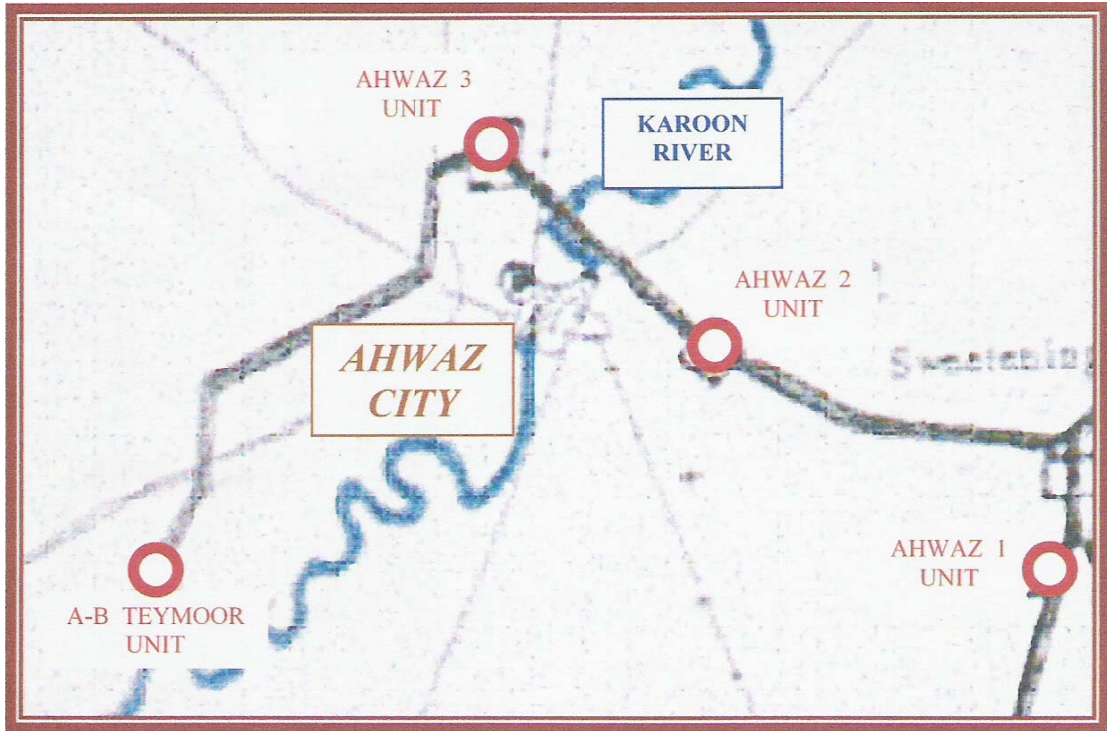 AHWAZ 3
UNIT
KAROON
RIVER
AHWAZ 2
UNIT
AHWAZ
CITY
AHWAZ 1
UNIT
A-B TEYMOOR
UNIT